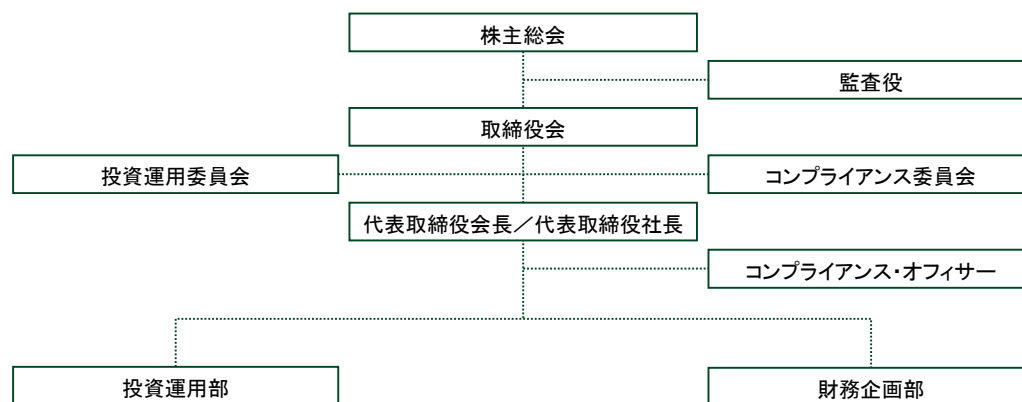 株主総会
監査役
取締役会
投資運用委員会
コンプライアンス委員会
代表取締役会長／代表取締役社長
コンプライアンス・オフィサー
投資運用部
財務企画部